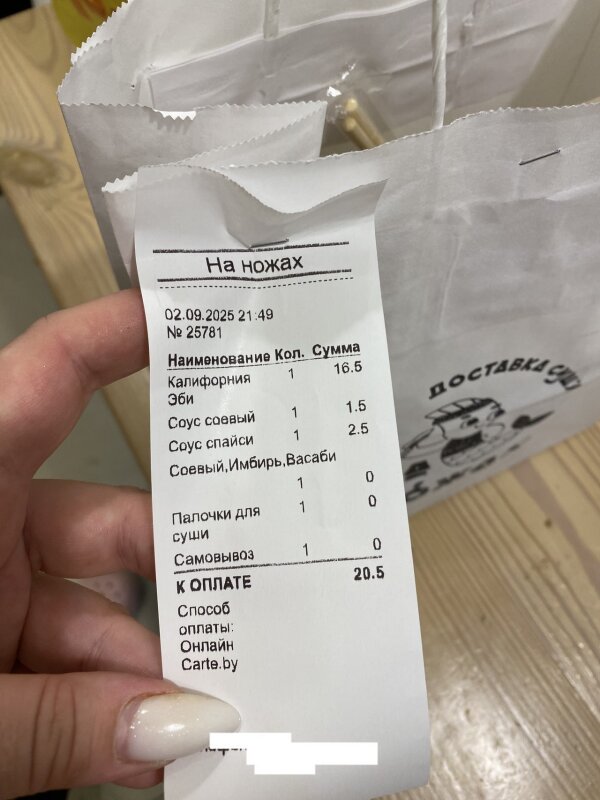 На ножах
02.09.2025 21:49
№ 25781
Наименование Кол. Сумма
Калифорния 1 16.5
Эби
Соус соевый 1 1.5
Соус спайси 1 2.5
Соевый,Имбирь,Васаби
1 0
Палочки для 1 0
суши
Самовывоз 1 0
К ОПЛАТЕ 20.5
Способ
оплаты:
Онлайн
Carte.by
ДОСТАВКА СУШИ